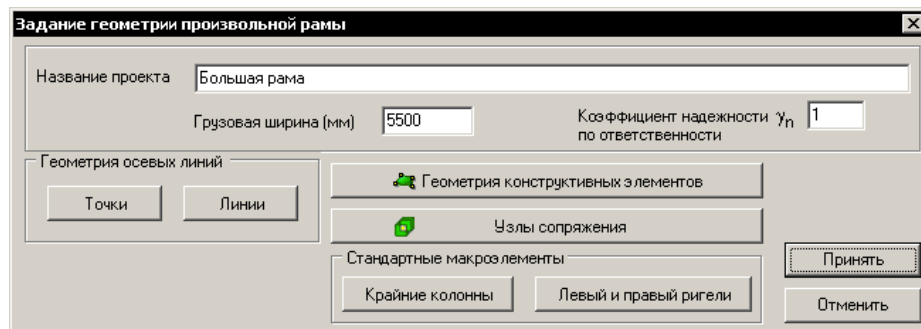 Задание геометрии произвольной рамы
Название проекта Большая рама
Грузовая ширина (мм) 5500 Коэффициент надежности γn 1
по ответственности
Геометрия осевых линий
Точки Линии
Геометрия конструктивных элементов
Узлы сопряжения
Стандартные макроэлементы
Крайние колонны Левый и правый ригели
Принять
Отменить